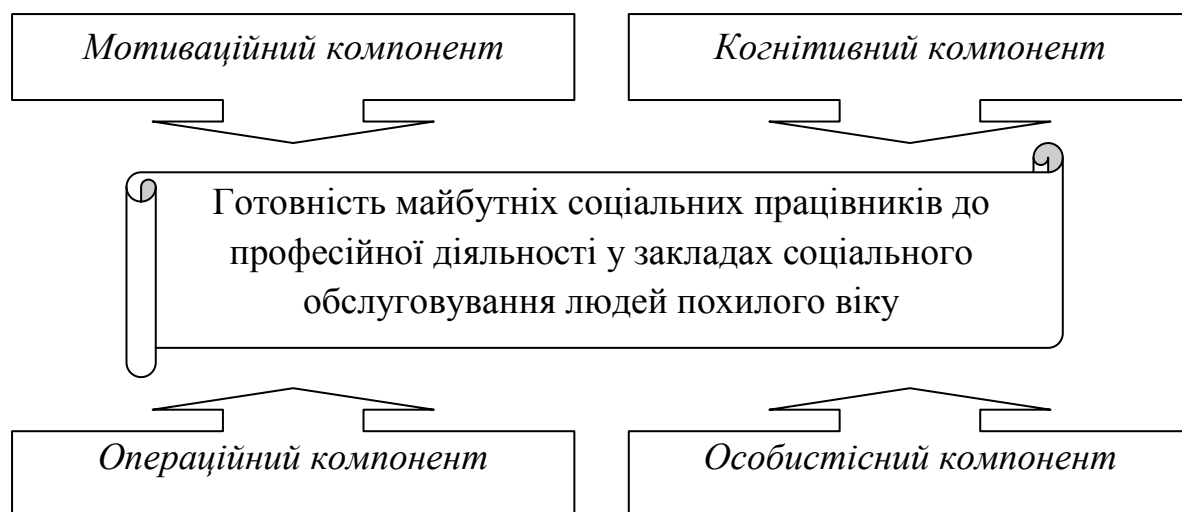 Мотиваційний компонент
Когнітивний компонент
Готовність майбутніх соціальних працівників до
професійної діяльності у закладах соціального
обслуговування людей похилого віку
Операційний компонент
Особистісний компонент